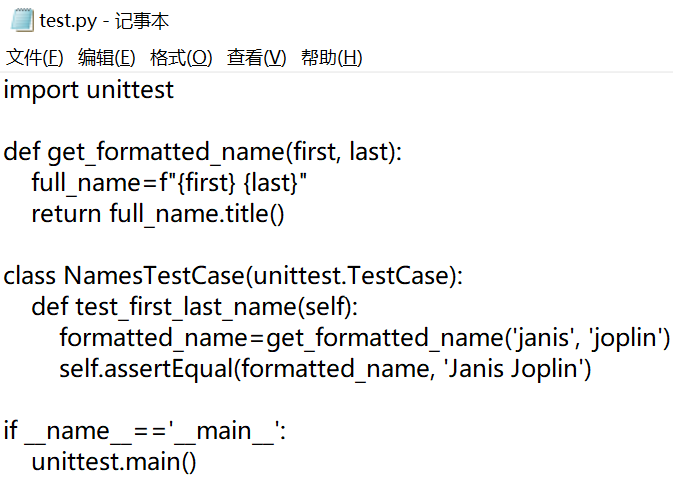 test.py - 记事本
文件(F) 编辑(E) 格式(O) 查看(V) 帮助(H)
import unittest
def get_formatted_name(first, last):
    full_name=f"{first} {last}"
    return full_name.title()
class NamesTestCase(unittest.TestCase):
    def test_first_last_name(self):
        formatted_name=get_formatted_name('janis', 'joplin')
        self.assertEqual(formatted_name, 'Janis Joplin')
if __name__=='__main__':
    unittest.main()